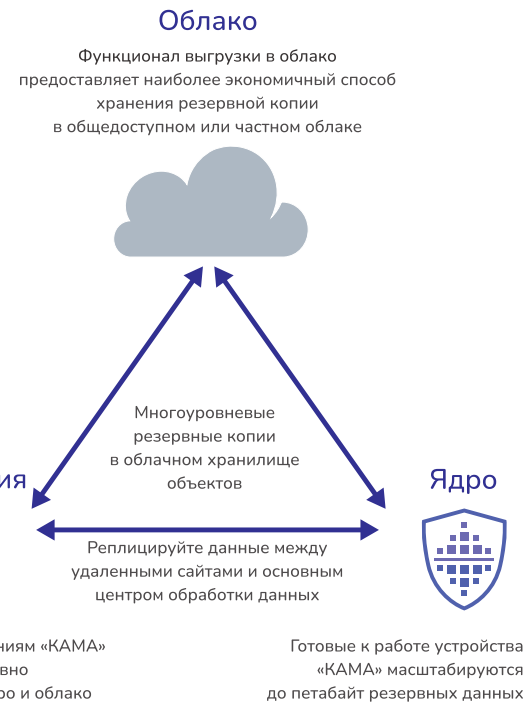 Облако
Функционал выгрузки в облако
предоставляет наиболее экономичный способ
хранения резервной копии
в общедоступном или частном облаке
Многоуровневые
резервные копии
в облачном хранилище
объектов
ия
Ядро
Реплицируйте данные между
удаленными сайтами и основным
центром обработки данных
ниям «КАМА»
вно
ро и облако
Готовые к работе устройства
«КАМА» масштабируются
до петабайт резервных данных